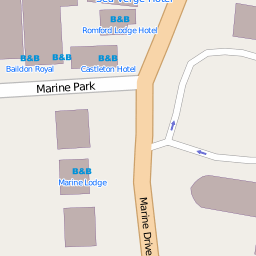 Sea Verge Hotel
B&B
Romford Lodge Hotel
B&B
B&B
B&B
Baildon Royal
Castleton Hotel
Marine Park
B&B
Marine Lodge
Marine Drive